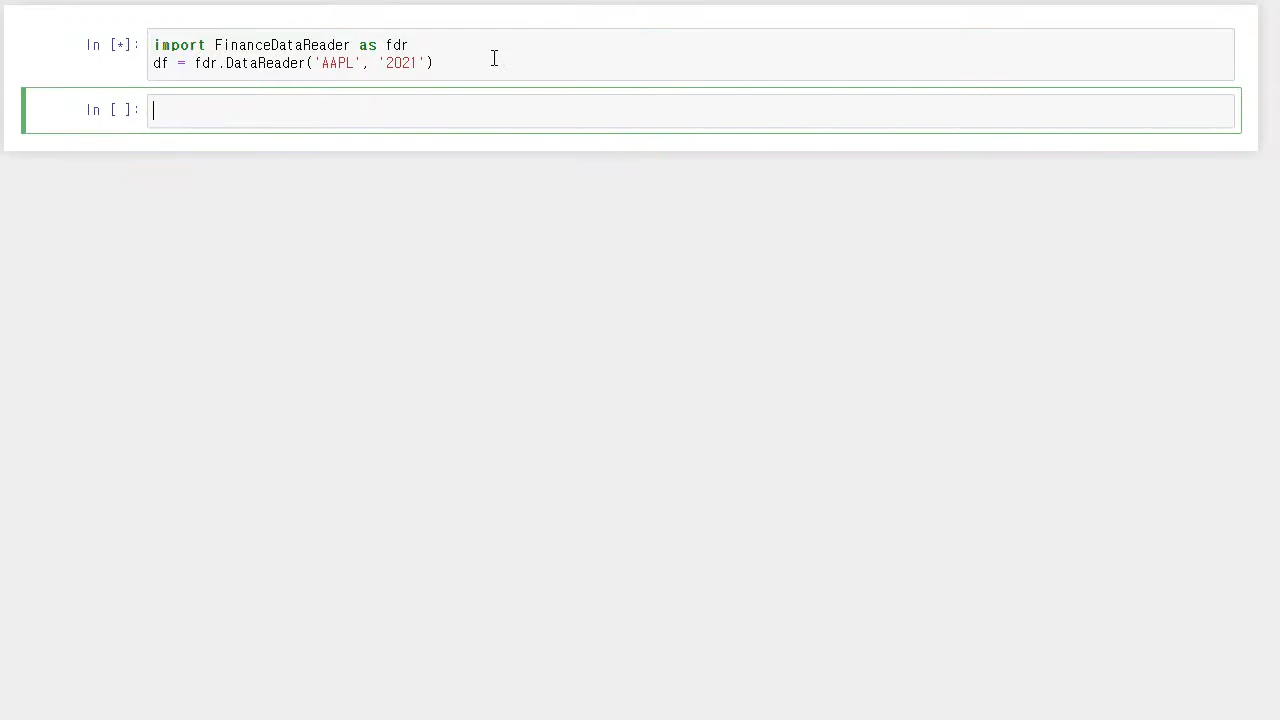 In [*]: import FinanceDataReader as fdr
df = fdr.DataReader('AAPL', '2021')
In [ ]: